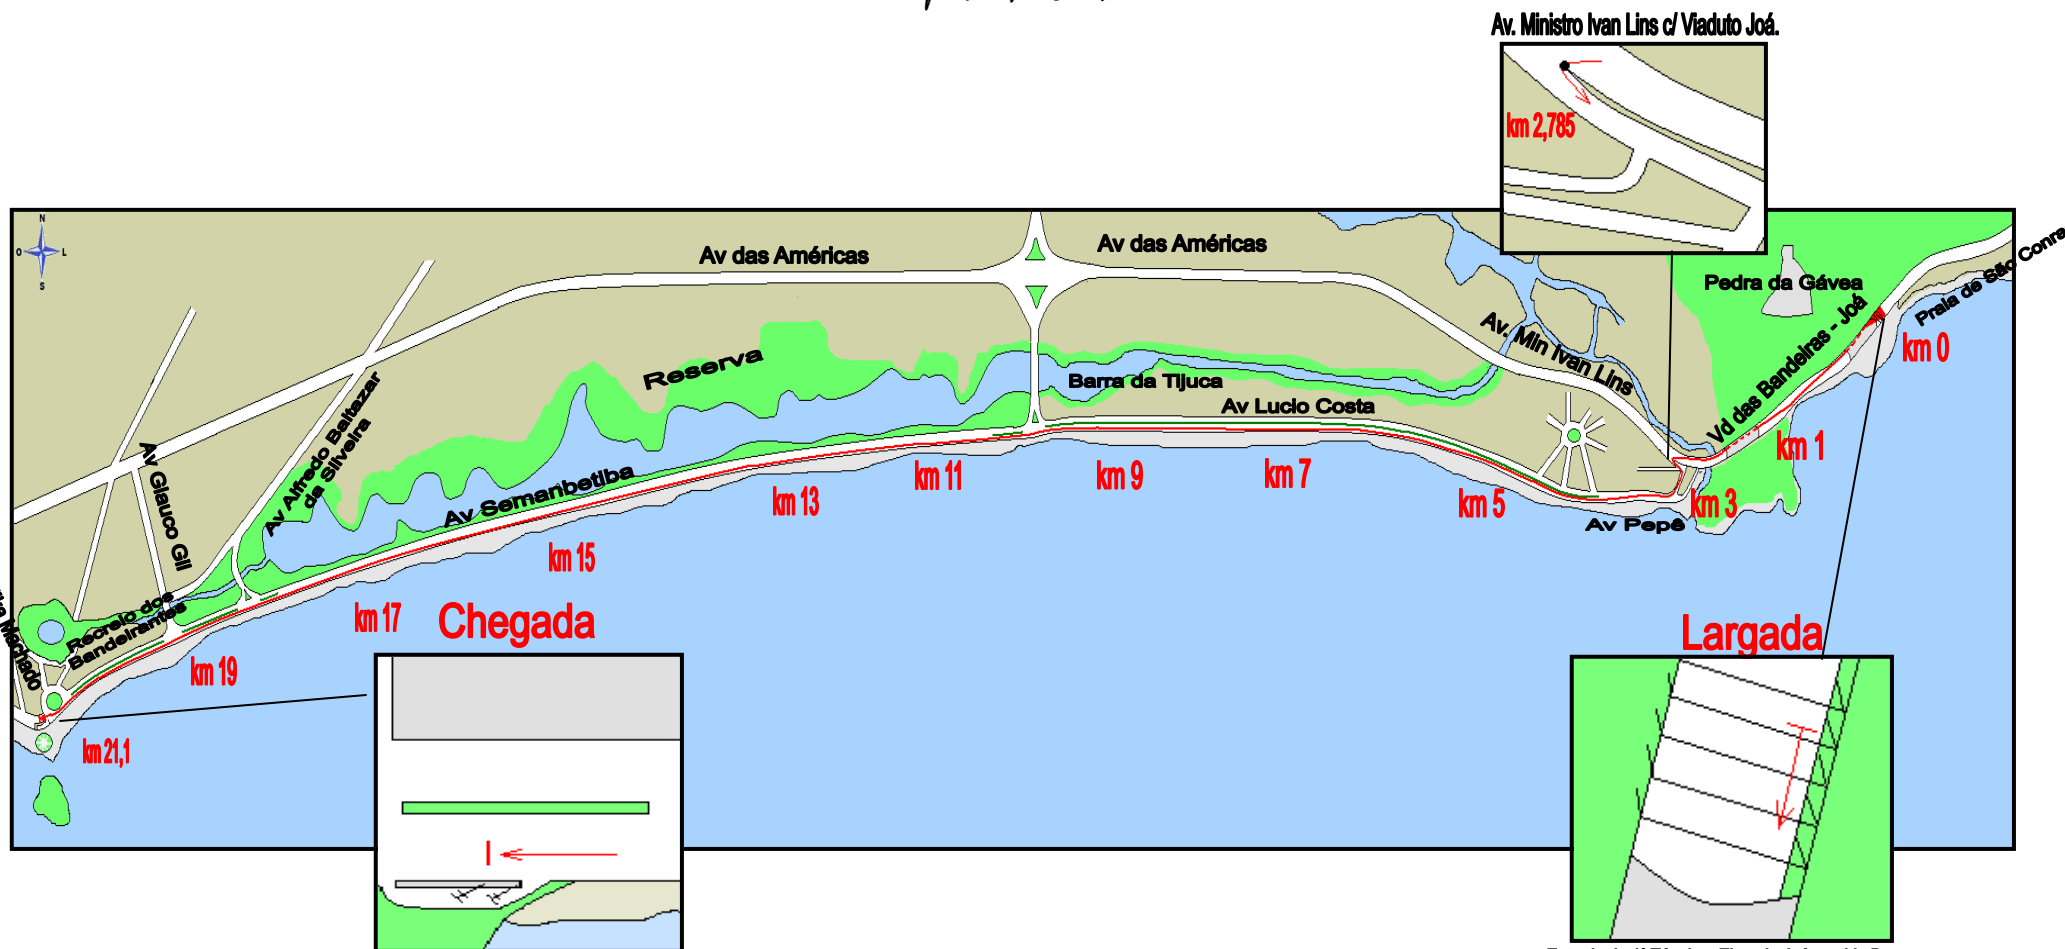 Av. Ministro Ivan Lins c/ Viaduto Joá.
km 2,785
N
O
L
S
Av das Américas
Av das Américas
Pedra da Gávea
Praia de São Conra
Vd das Bandeiras - Joá
km 0
Av. Min Ivan Lins
Reserva
Barra da Tijuca
Av Lucio Costa
Av Alfredo Baltazar
da Silveira
Av Glauco Gil
Av Semanbetiba
km 1
km 3
Av Pepê
km 5
km 7
km 9
km 11
km 13
km 15
km 17
km 19
km 21,1
Recreio dos
Bandeirantes
Machado
Chegada
Largada